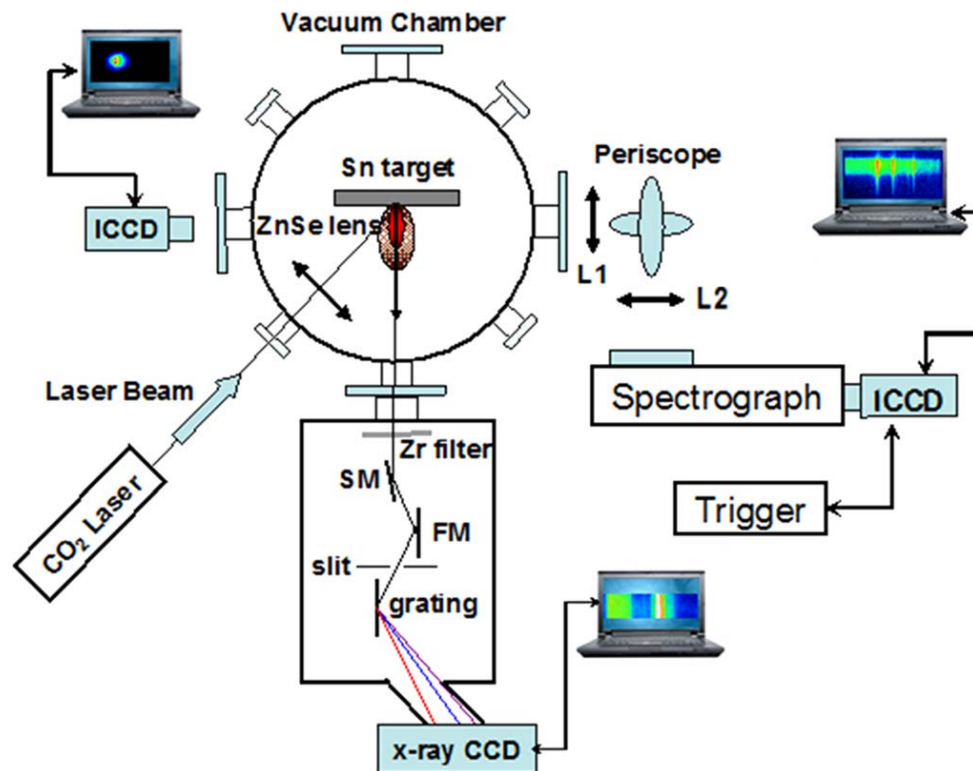 Vacuum Chamber
Sn target
Periscope
ICCD
ZnSe lens
L1
L2
Laser Beam
Spectrograph
ICCD
Zr filter
SM
Trigger
CO₂ Laser
FM
slit
grating
x-ray CCD